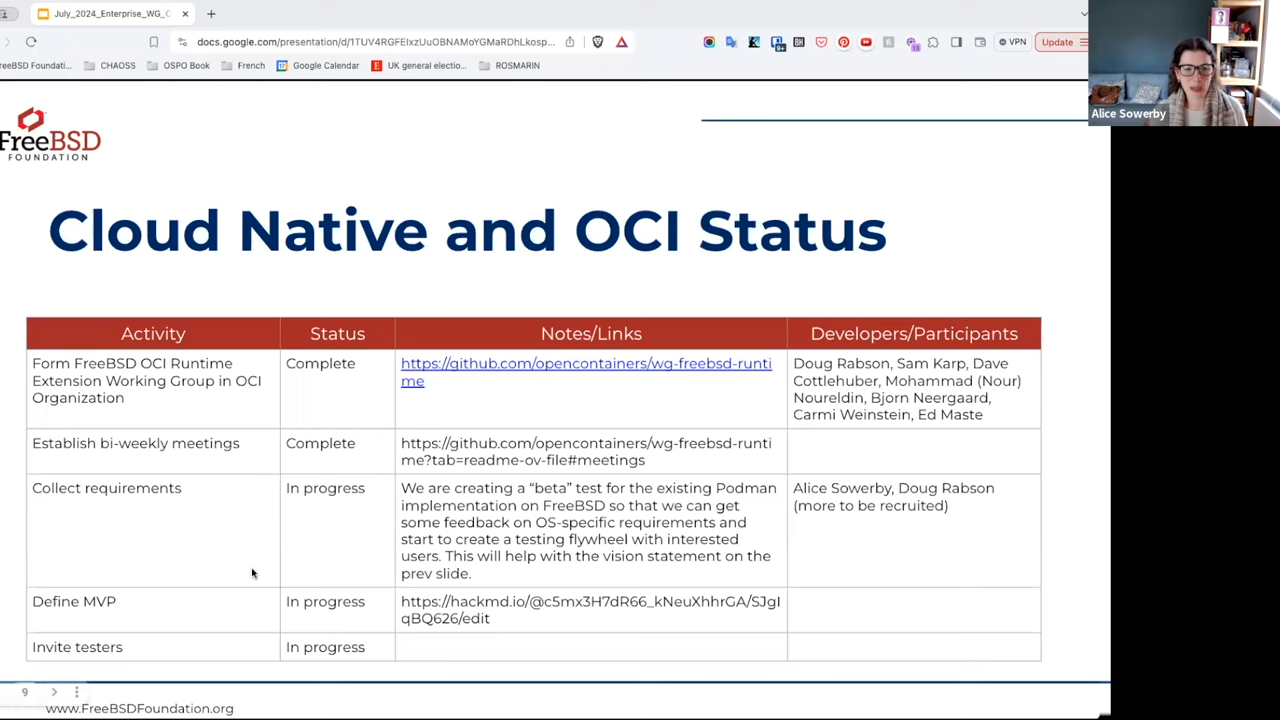 July_2024_Enterprise_WG_C
docs.google.com/presentation/d/1TUV4RGFEIxzUuOBNAMoYGMaRDhLkosp...
VPN
Update
reeBSD Foundati...
CHAOSS
OSPO Book
French
Google Calendar
UK general electio...
ROSMARIN
Alice Sowerby
FreeBSD
FOUNDATION
Cloud Native and OCI Status
Activity
Status
Notes/Links
Developers/Participants
Form FreeBSD OCI Runtime
Extension Working Group in OCI
Organization
Complete
https://github.com/opencontainers/wg-freebsd-runti
me
Doug Rabson, Sam Karp, Dave
Cottlehuber, Mohammad (Nour)
Noureldin, Bjorn Neergaard,
Carmi Weinstein, Ed Maste
Establish bi-weekly meetings
Complete
https://github.com/opencontainers/wg-freebsd-runti
me?tab=readme-ov-file#meetings
Collect requirements
In progress
We are creating a “beta” test for the existing Podman
implementation on FreeBSD so that we can get
some feedback on OS-specific requirements and
start to create a testing flywheel with interested
users. This will help with the vision statement on the
prev slide.
Alice Sowerby, Doug Rabson
(more to be recruited)
Define MVP
In progress
https://hackmd.io/@c5mx3H7dR66_kNeuXhhrGA/SJgI
qBQ626/edit
Invite testers
In progress
9
www.FreeBSDFoundation.org